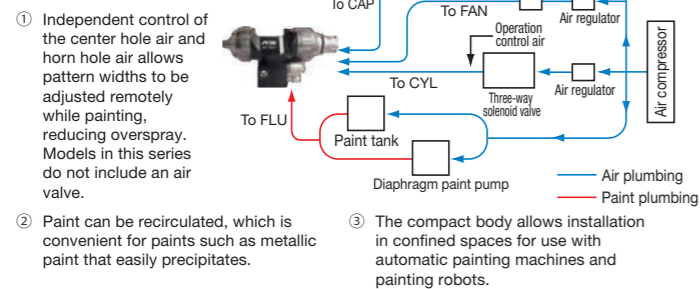 ① Independent control of
the center hole air and
horn hole air allows
pattern widths to be
adjusted remotely
while painting,
reducing overspray.
Models in this series
do not include an air
valve.
To CAP
To FAN
Air regulator
Operation
control air
To CYL
Three-way
solenoid valve
Air regulator
Air compressor
To FLU
Paint tank
Diaphragm paint pump
Air plumbing
Paint plumbing
② Paint can be recirculated, which is
convenient for paints such as metallic
paint that easily precipitates.
③ The compact body allows installation
in confined spaces for use with
automatic painting machines and
painting robots.